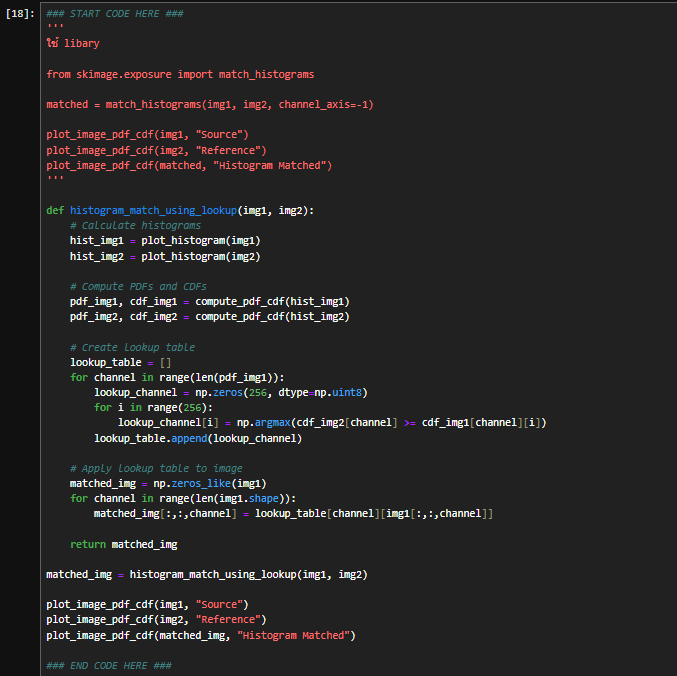 [18]: ### START CODE HERE ###
'''
ใช้ libary
from skimage.exposure import match_histograms
matched = match_histograms(img1, img2, channel_axis=-1)
plot_image_pdf_cdf(img1, "Source")
plot_image_pdf_cdf(img2, "Reference")
plot_image_pdf_cdf(matched, "Histogram Matched")
'''
def histogram_match_using_lookup(img1, img2):
# Calculate histograms
hist_img1 = plot_histogram(img1)
hist_img2 = plot_histogram(img2)
# Compute PDFs and CDFs
pdf_img1, cdf_img1 = compute_pdf_cdf(hist_img1)
pdf_img2, cdf_img2 = compute_pdf_cdf(hist_img2)
# Create lookup table
lookup_table = []
for channel in range(len(pdf_img1)):
lookup_channel = np.zeros(256, dtype=np.uint8)
for i in range(256):
lookup_channel[i] = np.argmax(cdf_img2[channel] >= cdf_img1[channel][i])
lookup_table.append(lookup_channel)
# Apply lookup table to image
matched_img = np.zeros_like(img1)
for channel in range(len(img1.shape)):
matched_img[:,:,channel] = lookup_table[channel][img1[:,:,channel]]
return matched_img
matched_img = histogram_match_using_lookup(img1, img2)
plot_image_pdf_cdf(img1, "Source")
plot_image_pdf_cdf(img2, "Reference")
plot_image_pdf_cdf(matched_img, "Histogram Matched")
### END CODE HERE ###